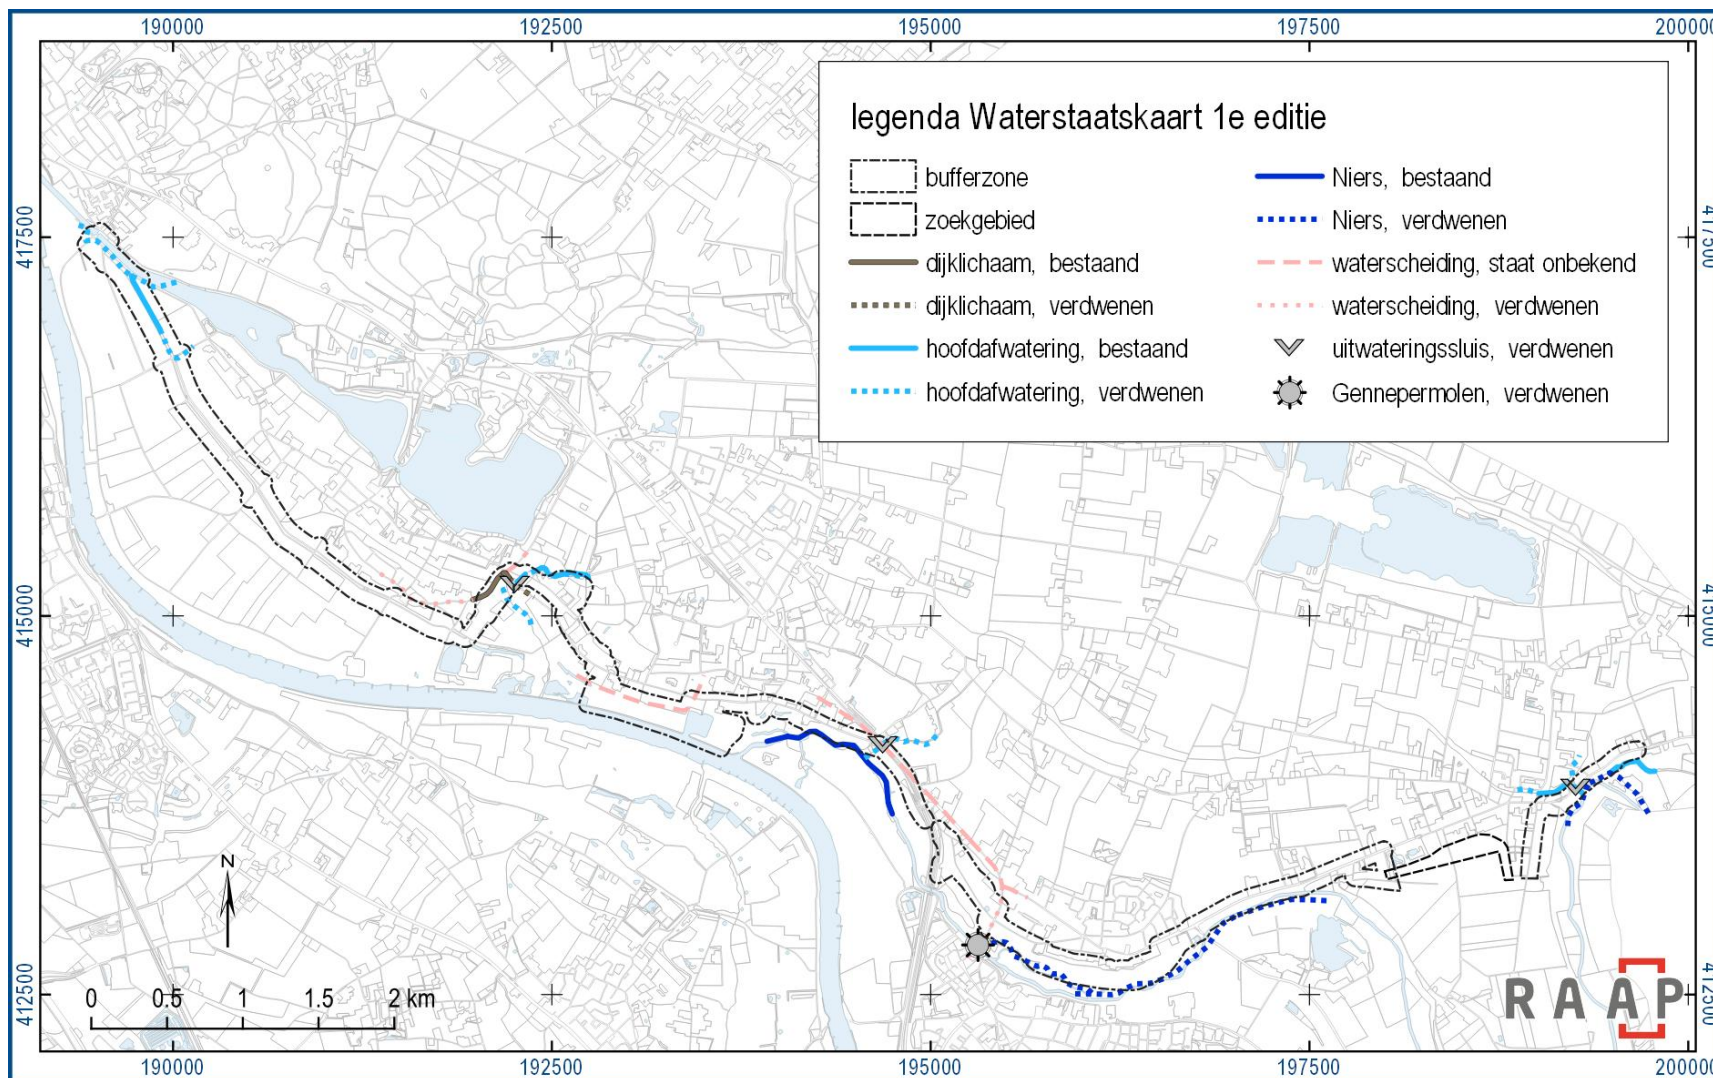 190000 192500 195000 197500 200000
legenda Waterstaatskaart 1e editie
bufferzone
zoekgebied
dijklichaam, bestaand
dijklichaam, verdwenen
hoofdafwatering, bestaand
hoofdafwatering, verdwenen
Niers, bestaand
Niers, verdwenen
waterscheiding, staat onbekend
waterscheiding, verdwenen
uitwateringssluis, verdwenen
Gennepermolen, verdwenen
417500 417500
415000 415000
412500 412500
N
0 0.5 1 1.5 2 km
RAAP
190000 192500 195000 197500 200000